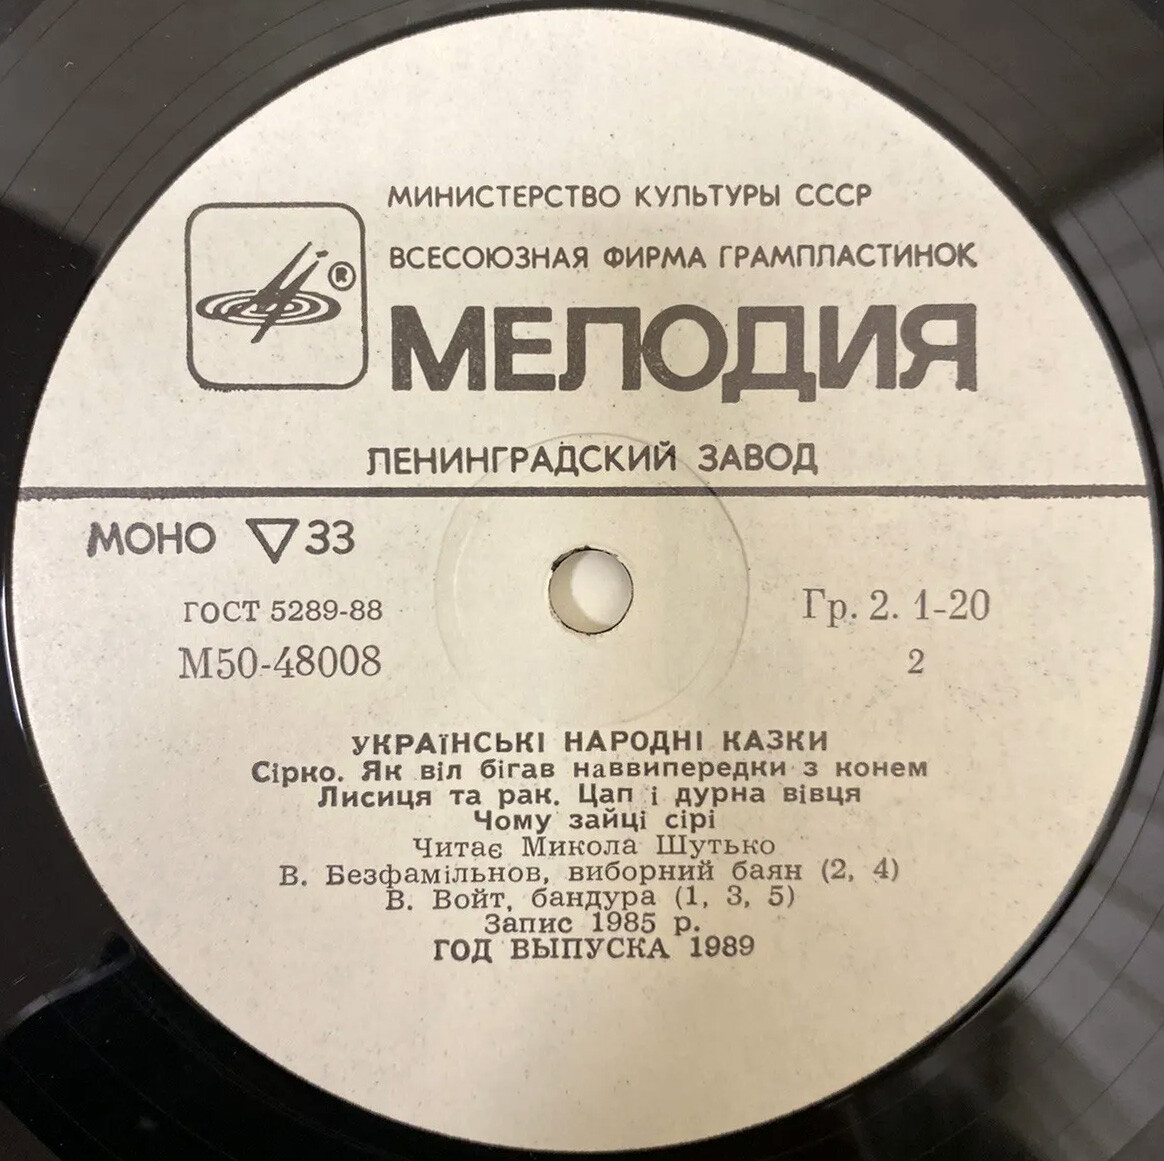 МИНИСТЕРСТВО КУЛЬТУРЫ СССР
ВСЕСОЮЗНАЯ ФИРМА ГРАМПЛАСТИНОК
®
МЕЛОДИЯ
ЛЕНИНГРАДСКИЙ ЗАВОД
МОНО ▽33
ГОСТ 5289-88
Гр. 2. 1-20
М50-48008
2
УКРАЇНСЬКІ НАРОДНІ КАЗКИ
Сірко. Як віл бігав наввипередки з конем
Лисиця та рак. Цап і дурна вівця
Чому зайці сірі
Читає Микола Шутько
В. Безфамільнов, виборний баян (2, 4)
В. Войт, бандура (1, 3, 5)
Запис 1985 р.
ГОД ВЫПУСКА 1989